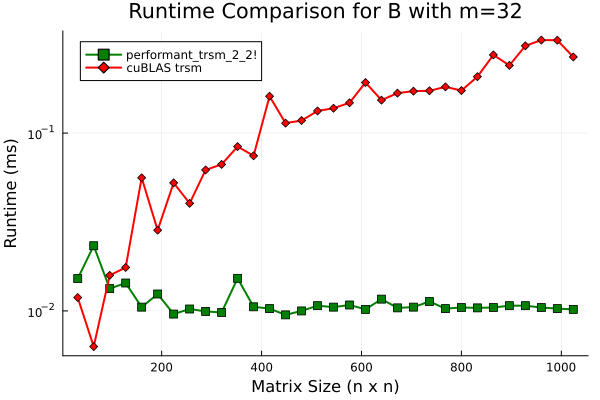 Runtime Comparison for B with m=32
performant_trsm_2_2!
cuBLAS trsm
Runtime (ms)
10⁻¹
10⁻²
200 400 600 800 1000
Matrix Size (n x n)